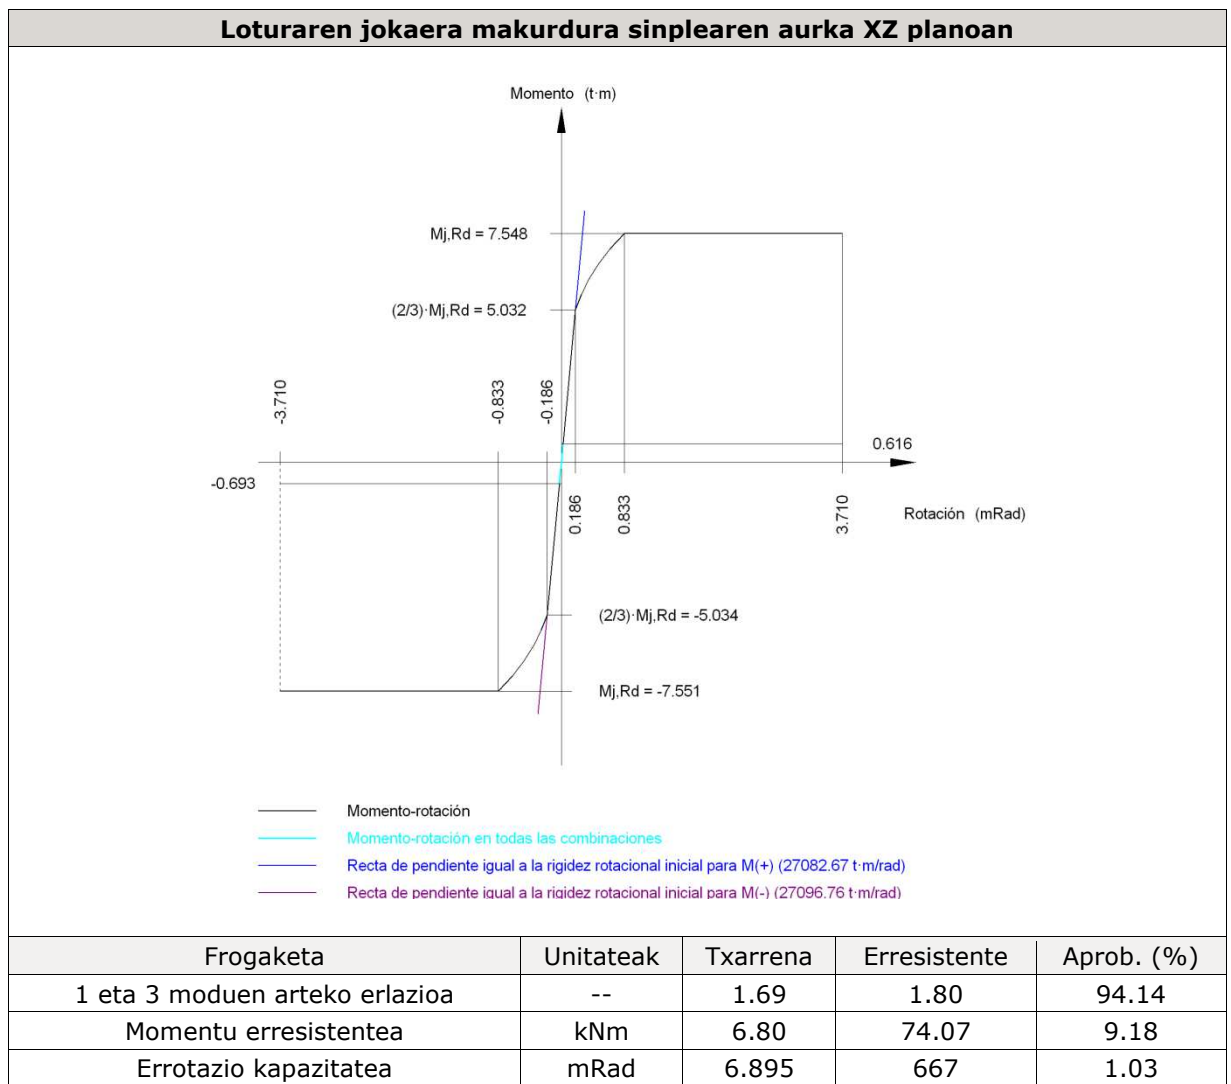 Loturaren jokaera makurdura sinplearen aurka XZ planoan
Momento (t·m)
Mj,Rd = 7.548
(2/3)·Mj,Rd = 5.032
-3.710
-0.833
-0.186
0.616
-0.693
0.186
0.833
3.710
Rotación (mRad)
(2/3)·Mj,Rd = -5.034
Mj,Rd = -7.551
Momento-rotación
Momento-rotación en todas las combinaciones
Recta de pendiente igual a la rigidez rotacional inicial para M(+) (27082.67 t·m/rad)
Recta de pendiente igual a la rigidez rotacional inicial para M(-) (27096.76 t·m/rad)
Frogaketa Unitateak Txarrena Erresistente Aprob. (%)
1 eta 3 moduen arteko erlazioa -- 1.69 1.80 94.14
Momentu erresistentea kNm 6.80 74.07 9.18
Errotazio kapazitatea mRad 6.895 667 1.03